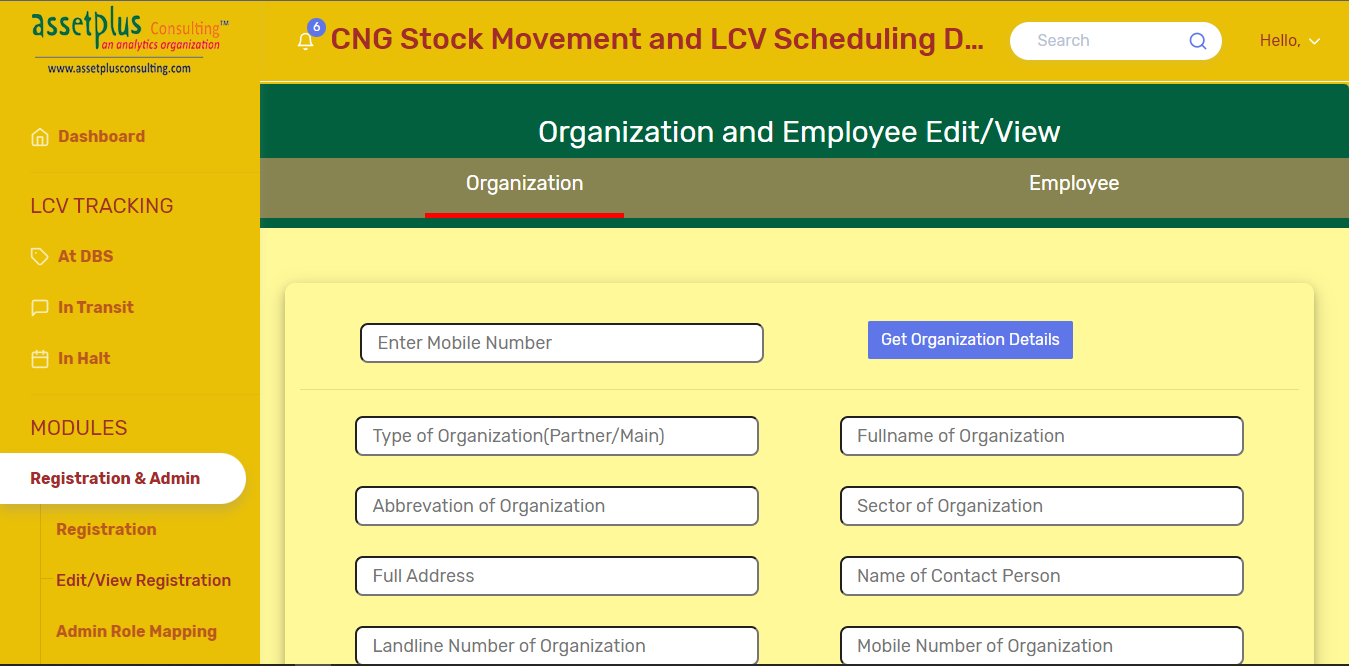 assetplus Consulting™
an analytics organization
www.assetplusconsulting.com
6
CNG Stock Movement and LCV Scheduling D...
Search
Hello,
Dashboard
LCV TRACKING
At DBS
In Transit
In Halt
MODULES
Registration & Admin
Registration
Edit/View Registration
Admin Role Mapping
Organization and Employee Edit/View
Organization
Employee
Enter Mobile Number
Get Organization Details
Type of Organization(Partner/Main)
Fullname of Organization
Abbrevation of Organization
Sector of Organization
Full Address
Name of Contact Person
Landline Number of Organization
Mobile Number of Organization